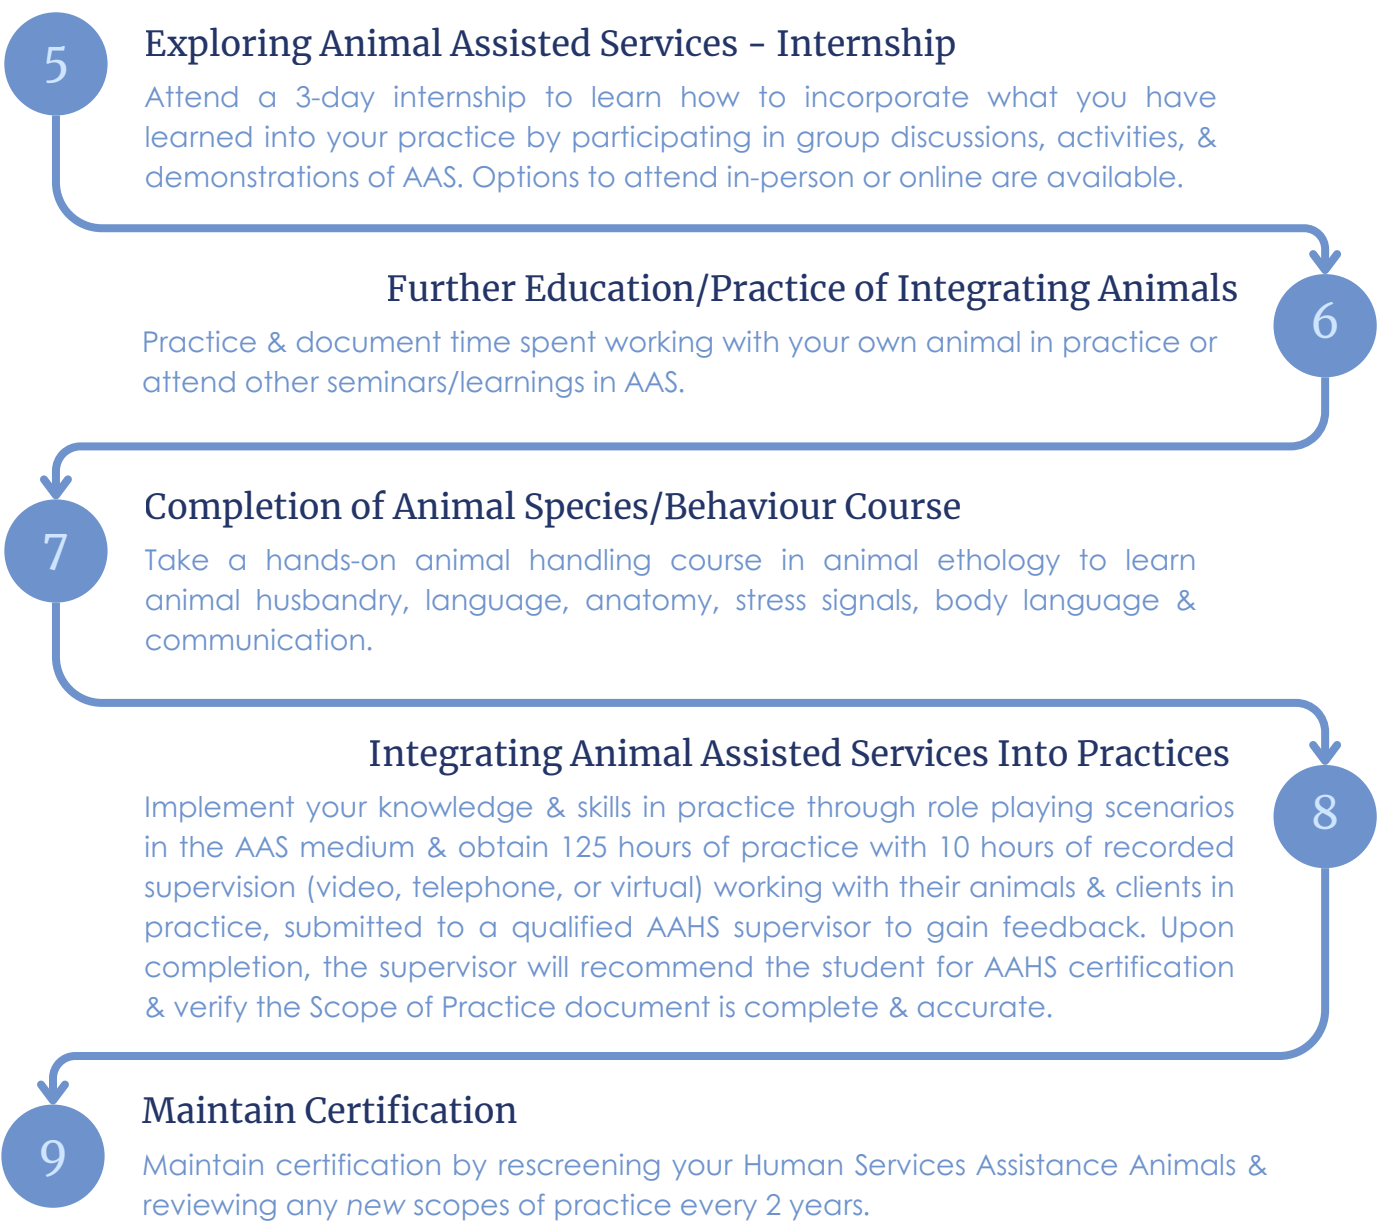 5
Exploring Animal Assisted Services - Internship
Attend a 3-day internship to learn how to incorporate what you have
learned into your practice by participating in group discussions, activities, &
demonstrations of AAS. Options to attend in-person or online are available.
Further Education/Practice of Integrating Animals
6
Practice & document time spent working with your own animal in practice or
attend other seminars/learnings in AAS.
7
Completion of Animal Species/Behaviour Course
Take a hands-on animal handling course in animal ethology to learn
animal husbandry, language, anatomy, stress signals, body language &
communication.
Integrating Animal Assisted Services Into Practices
8
Implement your knowledge & skills in practice through role playing scenarios
in the AAS medium & obtain 125 hours of practice with 10 hours of recorded
supervision (video, telephone, or virtual) working with their animals & clients in
practice, submitted to a qualified AAHS supervisor to gain feedback. Upon
completion, the supervisor will recommend the student for AAHS certification
& verify the Scope of Practice document is complete & accurate.
9
Maintain Certification
Maintain certification by rescreening your Human Services Assistance Animals &
reviewing any new scopes of practice every 2 years.